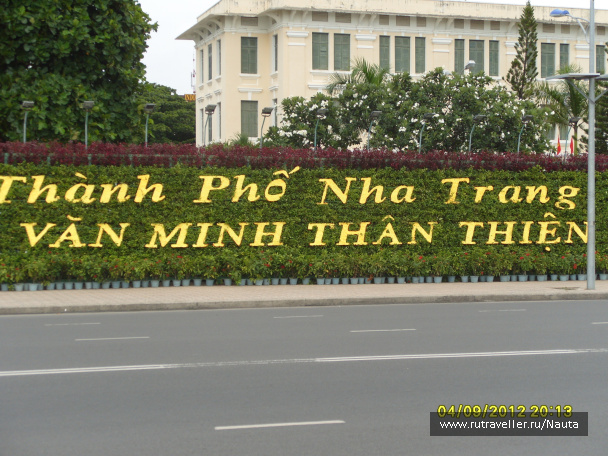 Thành Phố Nha Trang
VĂN MINH THÂN THIỆN
04/09/2012 20:13
www.rutraveller.ru/Nauta